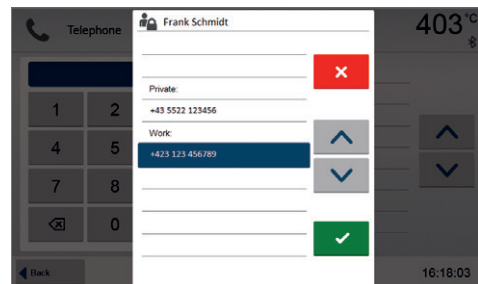 Telephone
Frank Schmidt
403°C
Private:
+43 5522 123456
Work:
+423 123 456789
1
2
4
5
7
8
0
Back
16:18:03